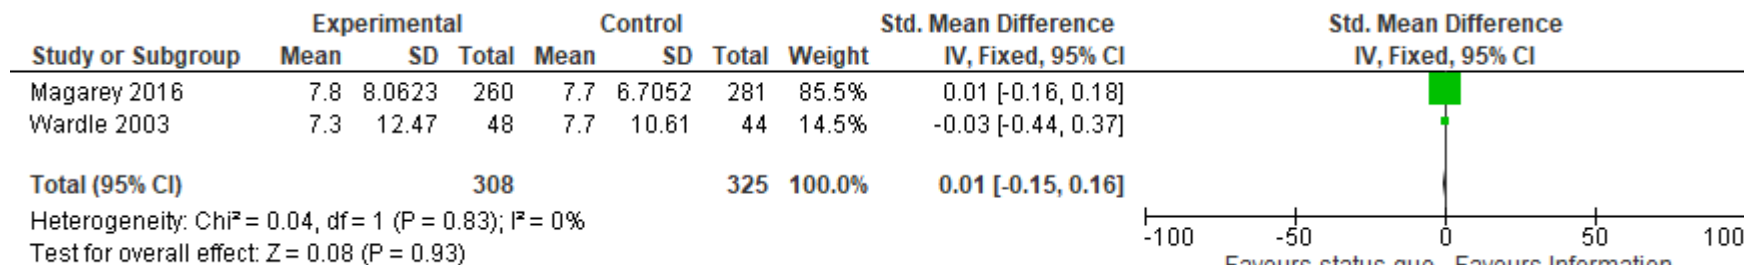 Experimental Control Std. Mean Difference Std. Mean Difference
Study or Subgroup Mean SD Total Mean SD Total Weight IV, Fixed, 95% CI IV, Fixed, 95% CI
Magarey 2016 7.8 8.0623 260 7.7 6.7052 281 85.5% 0.01 [-0.16, 0.18]
Wardle 2003 7.3 12.47 48 7.7 10.61 44 14.5% -0.03 [-0.44, 0.37]
Total (95% CI) 308 325 100.0% 0.01 [-0.15, 0.16]
Heterogeneity: Chi² = 0.04, df = 1 (P = 0.83); I² = 0%
Test for overall effect: Z = 0.08 (P = 0.93)
-100 -50 0 50 100
Favours status quo Favours Information